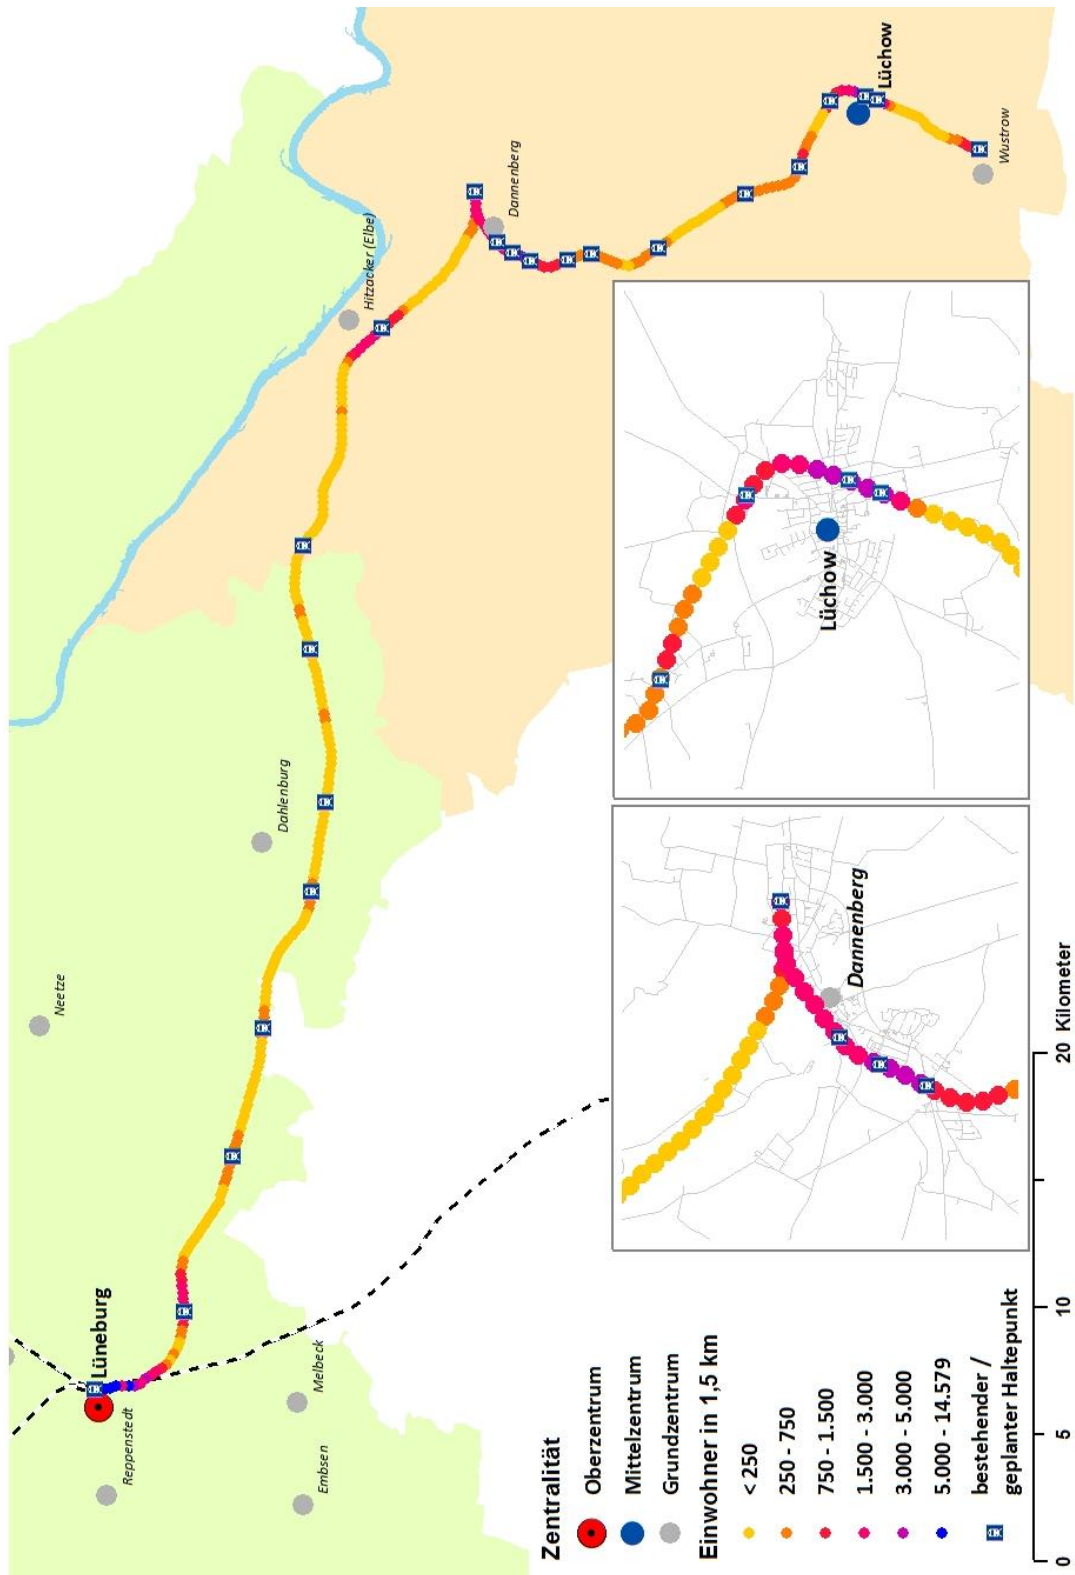 Lüneburg
Reppenstedt
Melbeck
Embsen
Neetze
Dahlenburg
Hitzacker (Elbe)
Dannenberg
Lüchow
Wustrow
Dannenberg
Lüchow
Zentralität
Oberzentrum
Mittelzentrum
Grundzentrum
Einwohner in 1,5 km
< 250
250 - 750
750 - 1.500
1.500 - 3.000
3.000 - 5.000
5.000 - 14.579
bestehender /
geplanter Haltepunkt
0 5 10 20 Kilometer